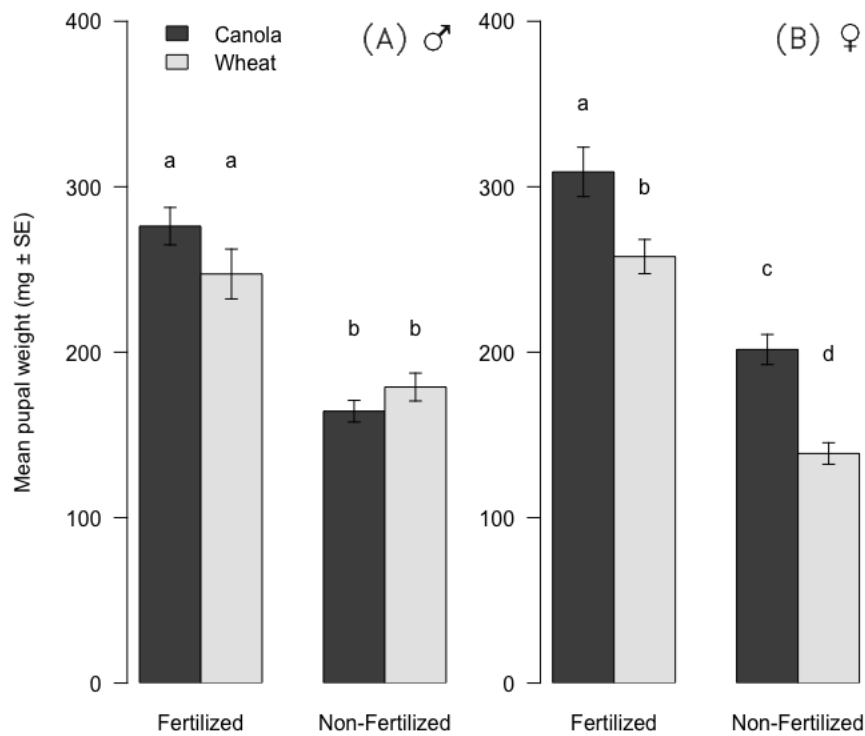 Canola
Wheat
(A) ♂
(B) ♀
Mean pupal weight (mg ± SE)
400
300
200
100
0
a
a
b
b
Fertilized
Non-Fertilized
400
300
200
100
0
a
b
c
d
Fertilized
Non-Fertilized